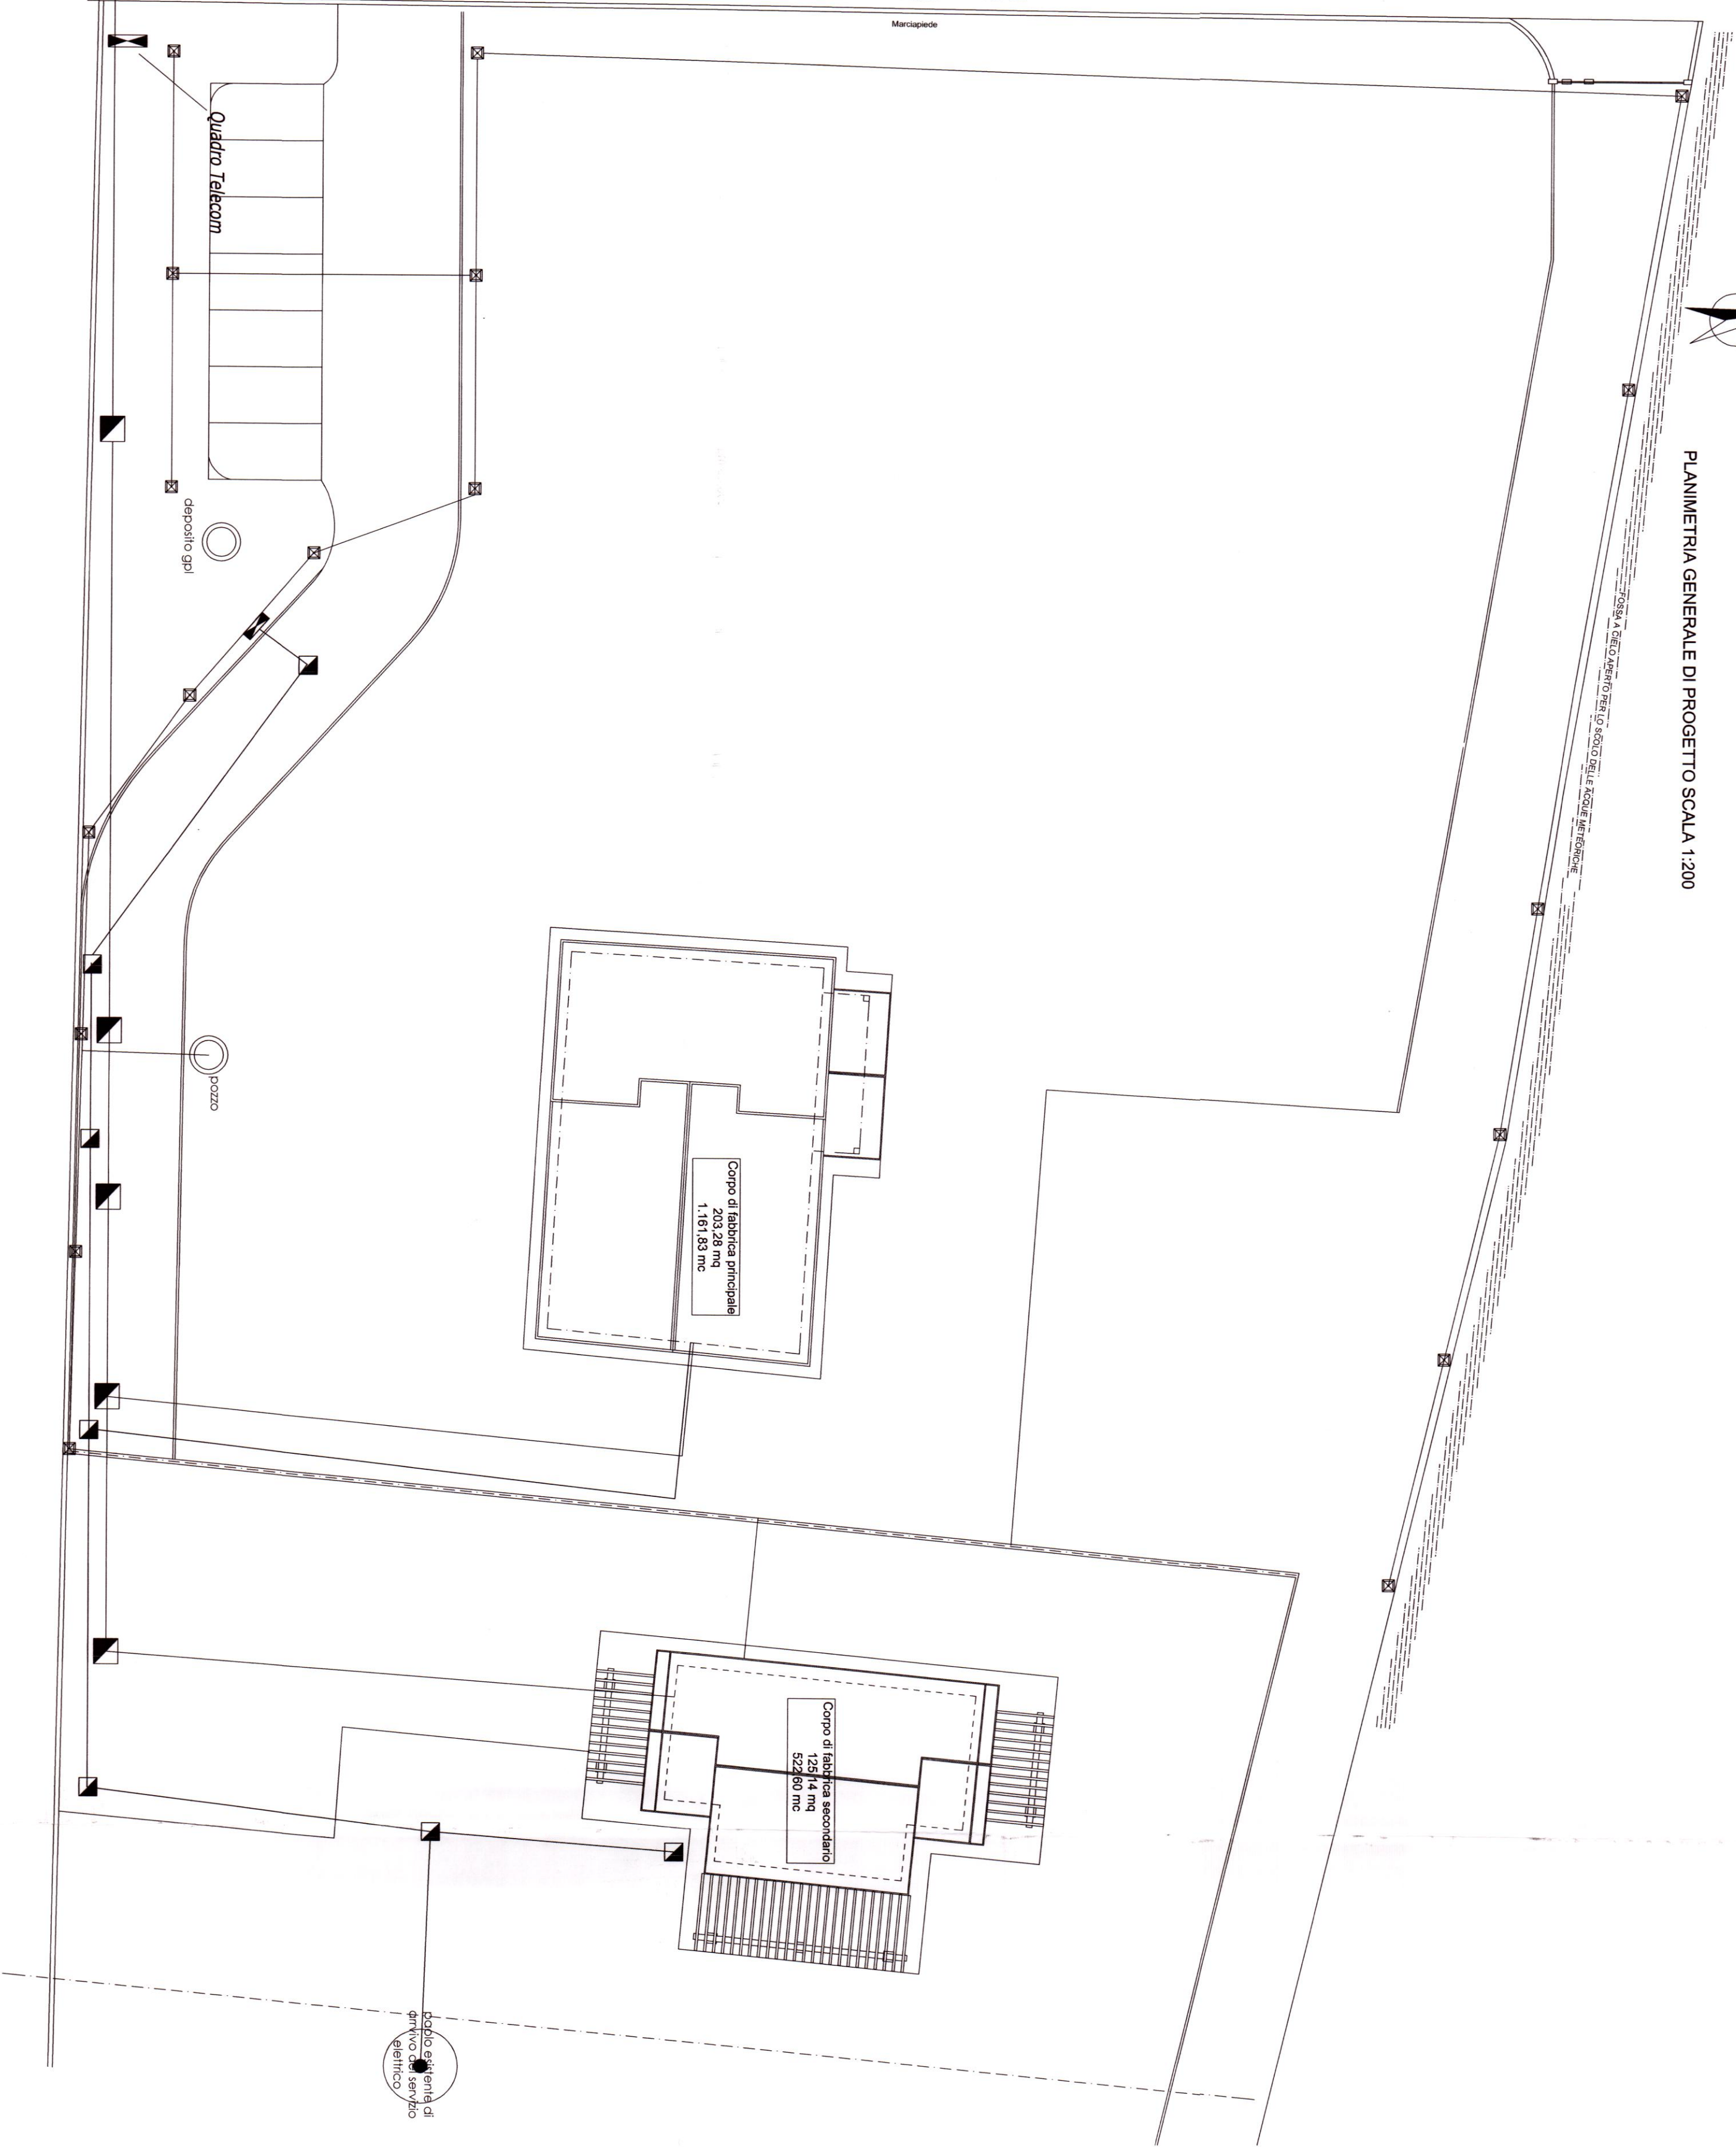 Marciapiede
PLANIMETRIA GENERALE DI PROGETTO SCALA 1:200
FOSSA A CIELO APERTO PER LO SCOLO DELLE ACQUE METEORICHE
Quadro Telecom
deposito gpl
pozzo
Corpo di fabbrica principale
203,28 mq
1.161,83 mc
Corpo di fabbrica secondario
125,14 mq
522,60 mc
paolo esistente di
arrivo del servizio
elettrico